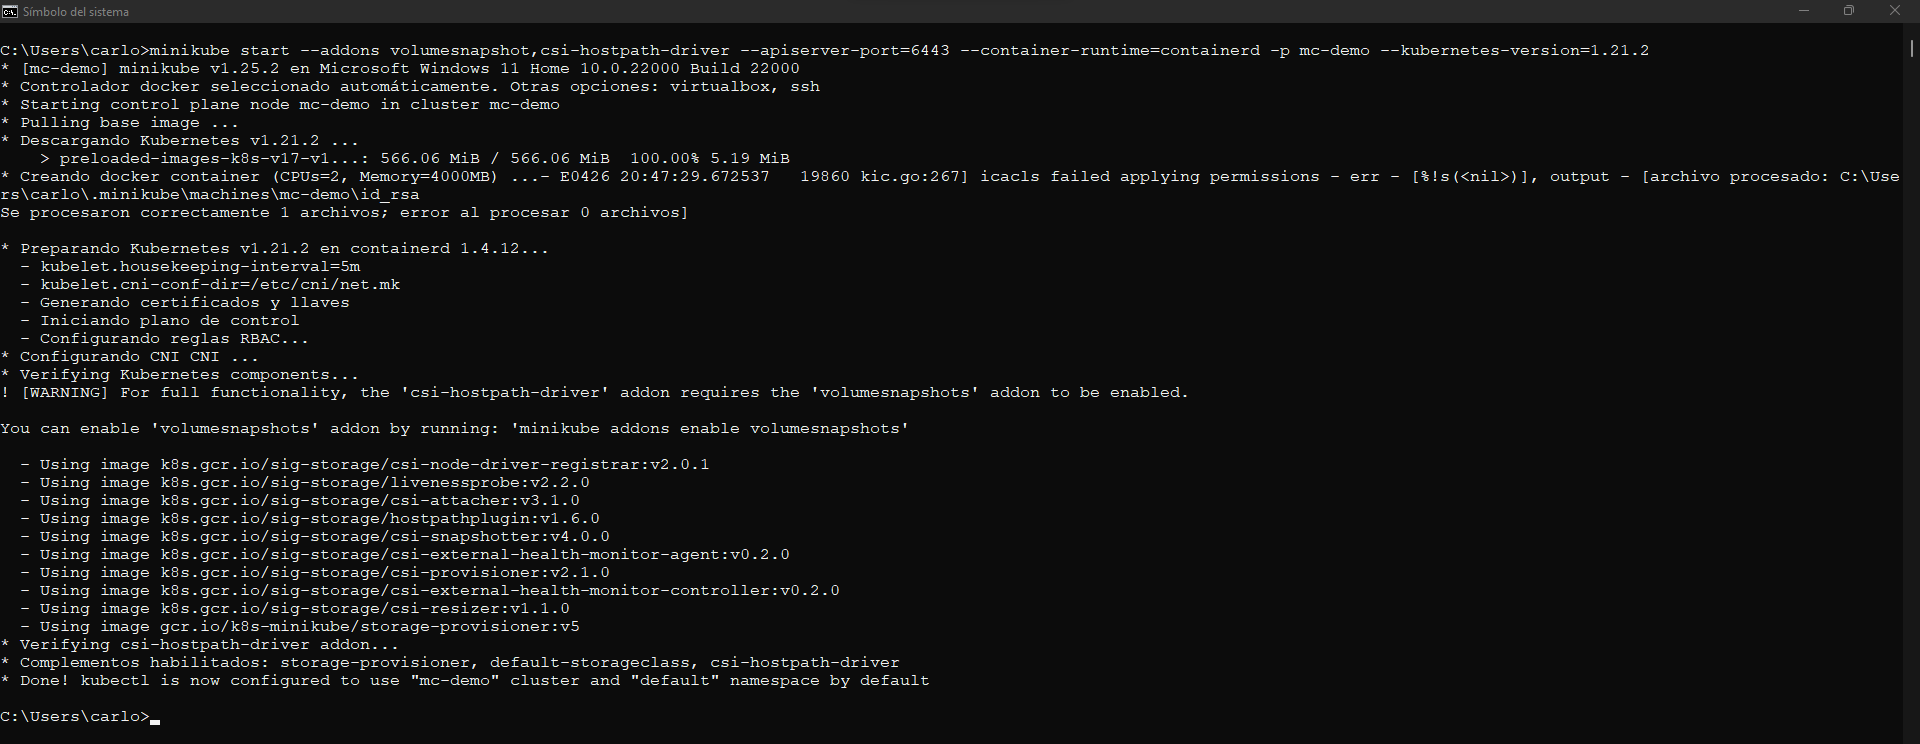 Símbolo del sistema
C:\Users\carlo>minikube start --addons volumesnapshot,csi-hostpath-driver --apiserver-port=6443 --container-runtime=containerd -p mc-demo --kubernetes-version=1.21.2
* [mc-demo] minikube v1.25.2 en Microsoft Windows 11 Home 10.0.22000 Build 22000
* Controlador docker seleccionado automáticamente. Otras opciones: virtualbox, ssh
* Starting control plane node mc-demo in cluster mc-demo
* Pulling base image ...
* Descargando Kubernetes v1.21.2 ...
    > preloaded-images-k8s-v17-v1...: 566.06 MiB / 566.06 MiB  100.00% 5.19 MiB
* Creando docker container (CPUs=2, Memory=4000MB) ...- E0426 20:47:29.672537   19860 kic.go:267] icacls failed applying permissions - err - [%!s(<nil>)], output - [archivo procesado: C:\Use
rs\carlo\.minikube\machines\mc-demo\id_rsa
Se procesaron correctamente 1 archivos; error al procesar 0 archivos]
* Preparando Kubernetes v1.21.2 en containerd 1.4.12...
  - kubelet.housekeeping-interval=5m
  - kubelet.cni-conf-dir=/etc/cni/net.mk
  - Generando certificados y llaves
  - Iniciando plano de control
  - Configurando reglas RBAC...
* Configurando CNI CNI ...
* Verifying Kubernetes components...
! [WARNING] For full functionality, the 'csi-hostpath-driver' addon requires the 'volumesnapshots' addon to be enabled.
You can enable 'volumesnapshots' addon by running: 'minikube addons enable volumesnapshots'
  - Using image k8s.gcr.io/sig-storage/csi-node-driver-registrar:v2.0.1
  - Using image k8s.gcr.io/sig-storage/livenessprobe:v2.2.0
  - Using image k8s.gcr.io/sig-storage/csi-attacher:v3.1.0
  - Using image k8s.gcr.io/sig-storage/hostpathplugin:v1.6.0
  - Using image k8s.gcr.io/sig-storage/csi-snapshotter:v4.0.0
  - Using image k8s.gcr.io/sig-storage/csi-external-health-monitor-agent:v0.2.0
  - Using image k8s.gcr.io/sig-storage/csi-provisioner:v2.1.0
  - Using image k8s.gcr.io/sig-storage/csi-external-health-monitor-controller:v0.2.0
  - Using image k8s.gcr.io/sig-storage/csi-resizer:v1.1.0
  - Using image gcr.io/k8s-minikube/storage-provisioner:v5
* Verifying csi-hostpath-driver addon...
* Complementos habilitados: storage-provisioner, default-storageclass, csi-hostpath-driver
* Done! kubectl is now configured to use "mc-demo" cluster and "default" namespace by default
C:\Users\carlo>